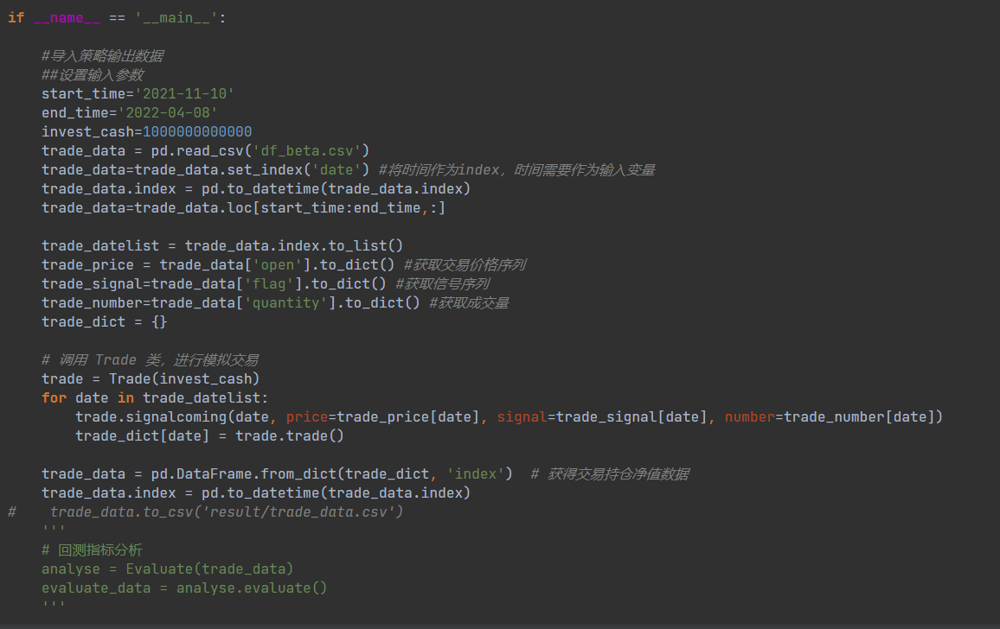 if __name__ == '__main__':
#导入策略输出数据
##设置输入参数
start_time='2021-11-10'
end_time='2022-04-08'
invest_cash=1000000000000
trade_data = pd.read_csv('df_beta.csv')
trade_data=trade_data.set_index('date') #将时间作为index，时间需要作为输入变量
trade_data.index = pd.to_datetime(trade_data.index)
trade_data=trade_data.loc[start_time:end_time,:]
trade_datelist = trade_data.index.to_list()
trade_price = trade_data['open'].to_dict() #获取交易价格序列
trade_signal=trade_data['flag'].to_dict() #获取信号序列
trade_number=trade_data['quantity'].to_dict() #获取成交量
trade_dict = {}
# 调用 Trade 类，进行模拟交易
trade = Trade(invest_cash)
for date in trade_datelist:
trade.signalcoming(date, price=trade_price[date], signal=trade_signal[date], number=trade_number[date])
trade_dict[date] = trade.trade()
trade_data = pd.DataFrame.from_dict(trade_dict, 'index')  # 获得交易持仓净值数据
trade_data.index = pd.to_datetime(trade_data.index)
#    trade_data.to_csv('result/trade_data.csv')
'''
# 回测指标分析
analyse = Evaluate(trade_data)
evaluate_data = analyse.evaluate()
'''